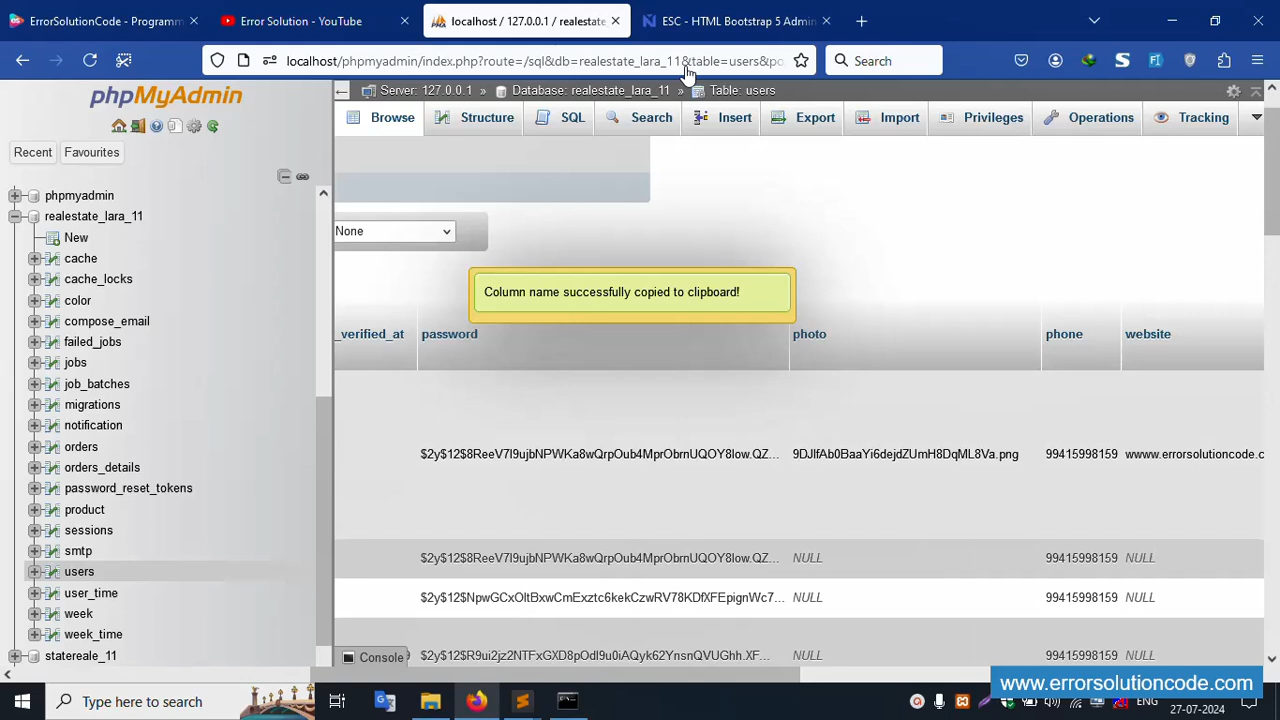 ErrorSolutionCode - Programm
Error Solution - YouTube
localhost / 127.0.0.1 / realestate
ESC - HTML Bootstrap 5 Admin
localhost/phpmyadmin/index.php?route=/sql&db=realestate_lara_11&table=users&po
Search
phpMyAdmin
Server: 127.0.0.1 » Database: realestate_lara_11 » Table: users
Browse Structure SQL Search Insert Export Import Privileges Operations Tracking
Recent Favourites
phpmyadmin
realestate_lara_11
New
cache
cache_locks
color
compose_email
failed_jobs
jobs
job_batches
migrations
notification
orders
orders_details
password_reset_tokens
product
sessions
smtp
users
user_time
week
week_time
statereale_11
None
Column name successfully copied to clipboard!
_verified_at password photo phone website
$2y$12$8ReeV7I9ujbNPWKa8wQrpOub4MprObrnUQOY8Iow.QZ... 9DJIfAb0BaaYi6dejdZUmH8DqML8Va.png 99415998159 wwww.errorsolutioncode.c
$2y$12$8ReeV7I9ujbNPWKa8wQrpOub4MprObrnUQOY8Iow.QZ... NULL 99415998159 NULL
$2y$12$NpwGCxOltBxwCmExztc6kekCzwRV78KDfXFEpignWc7... NULL 99415998159 NULL
$2y$12$R9ui2jz2NTFxGXD8pOdI9u0iAQyk62YnsnQVUGhh.XF... NULL 99415998159 NULL
Console
www.errorsolutioncode.com
Type here to search
ENG
27-07-2024